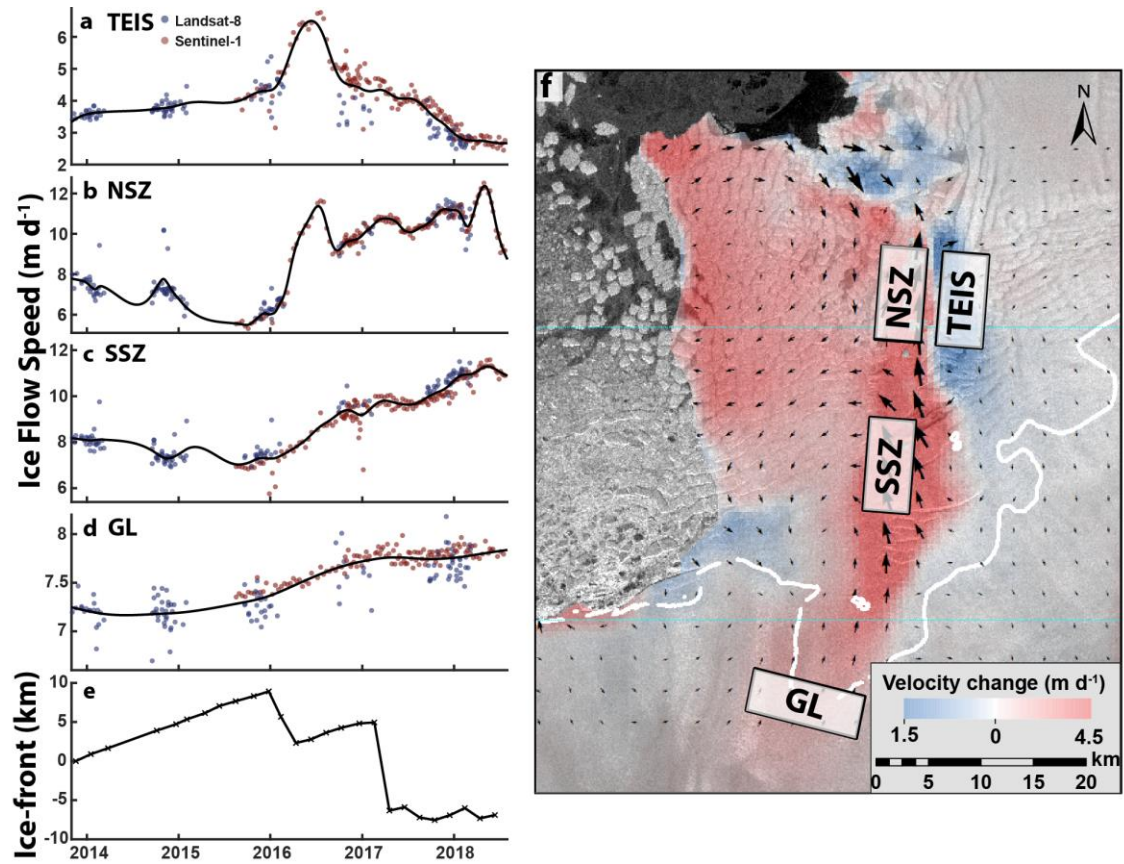 a TEIS
Landsat-8
Sentinel-1
6
5
4
3
2
b NSZ
12
10
8
6
c SSZ
12
10
8
6
d GL
8
7.5
7
6.5
e
10
5
0
-5
-10
2014 2015 2016 2017 2018
Ice Flow Speed (m d-1)
Ice-front (km)
f
N
NSZ
TEIS
SSZ
GL
Velocity change (m d-1)
1.5 0 4.5
km
0 5 10 15 20